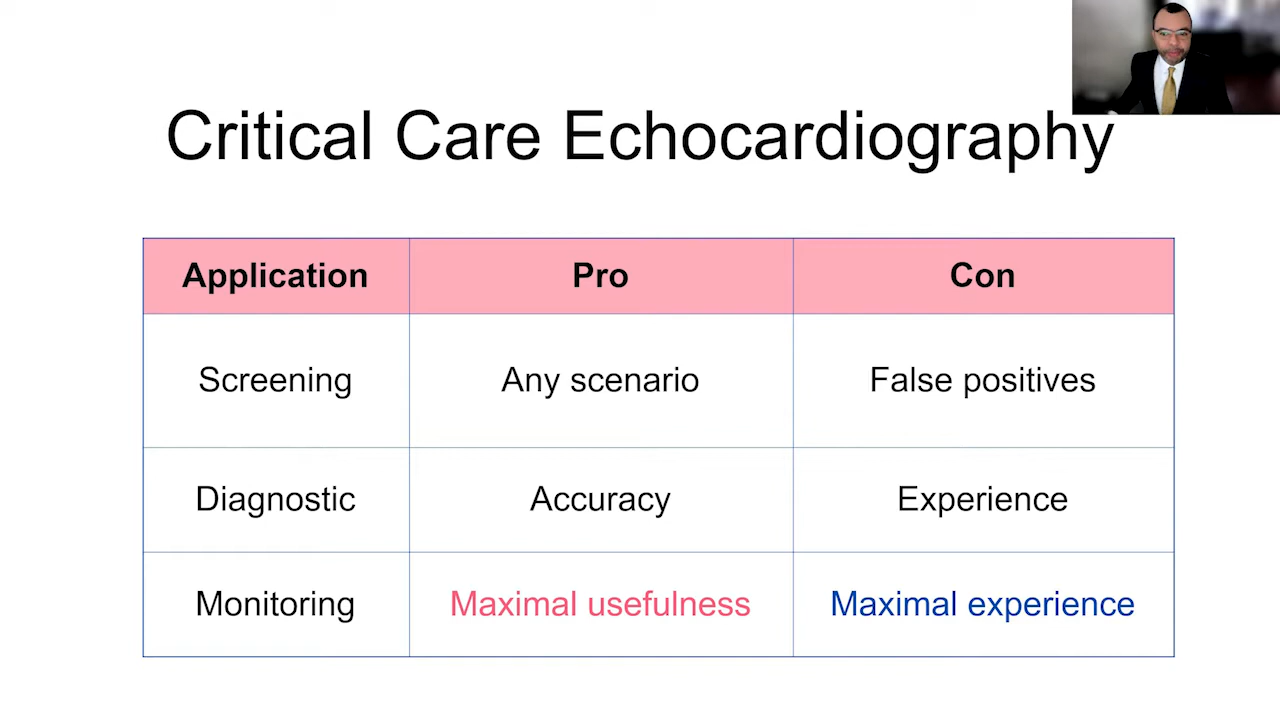 Critical Care Echocardiography
Application Pro Con
Screening Any scenario False positives
Diagnostic Accuracy Experience
Monitoring Maximal usefulness Maximal experience